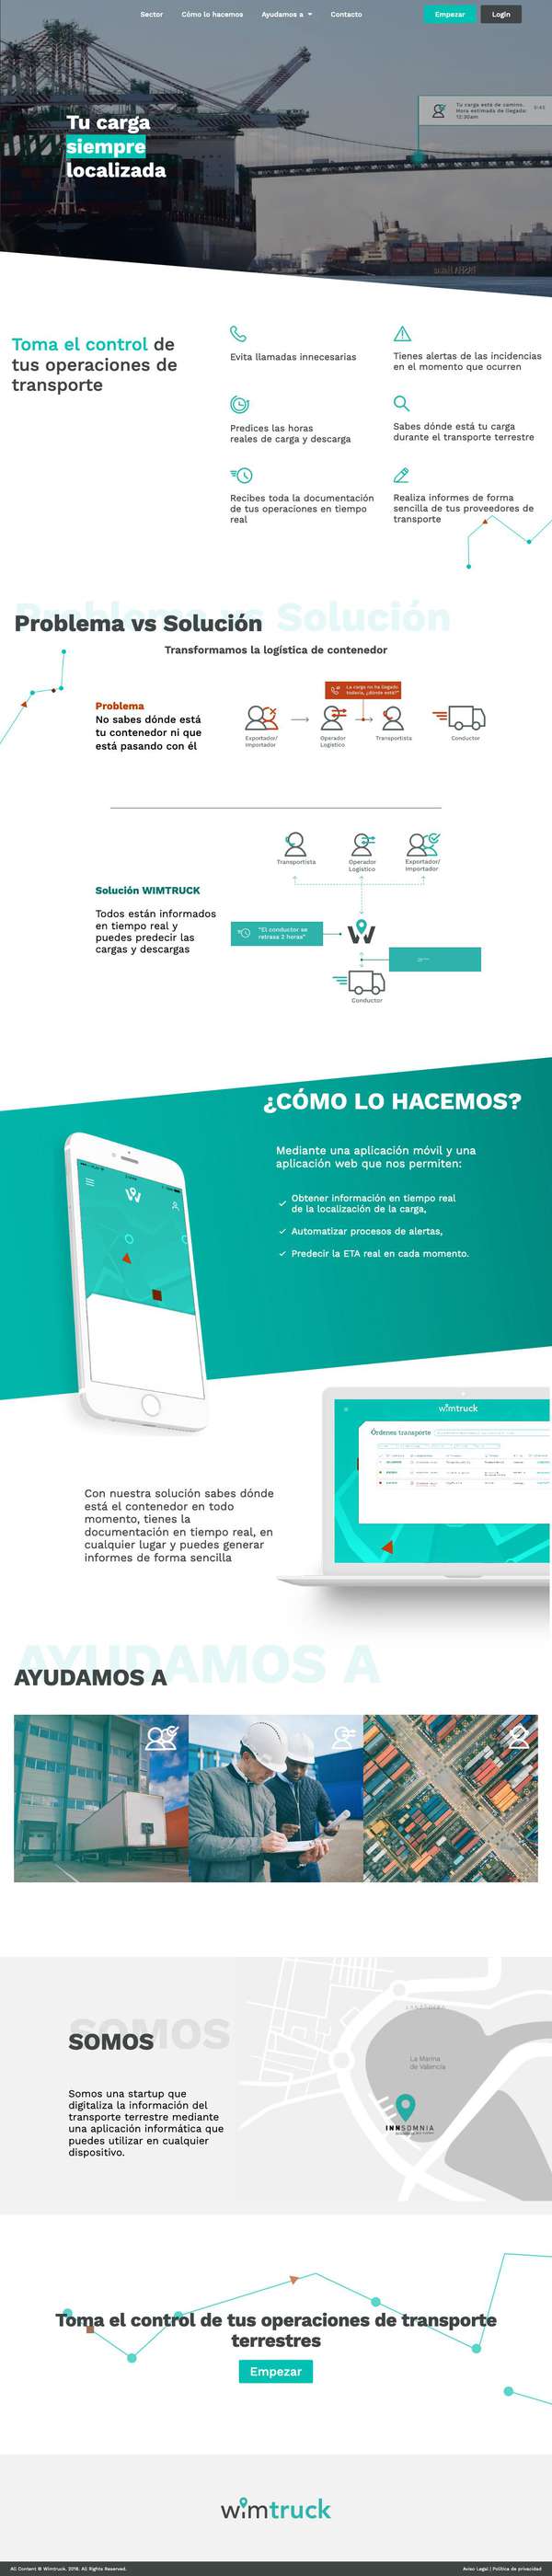 Sector Cómo lo hacemos Ayudamos a Contacto Empezar Login
Tu carga está de camino.
Hora estimada de llegada:
12:30am
9:45
Tu carga
siempre
localizada
Toma el control de
tus operaciones de
transporte
Evita llamadas innecesarias
Tienes alertas de las incidencias
en el momento que ocurren
Predices las horas
reales de carga y descarga
Sabes dónde está tu carga
durante el transporte terrestre
Recibes toda la documentación
de tus operaciones en tiempo
real
Realiza informes de forma
sencilla de tus proveedores de
transporte
Problema vs Solución
Problema vs Solución
Transformamos la logística de contenedor
Problema
No sabes dónde está
tu contenedor ni que
está pasando con él
La carga no ha llegado
todavía, ¿dónde está?"
Exportador/
Importador
Operador
Logístico
Transportista
Conductor
Transportista
Operador
Logístico
Exportador/
Importador
Solución WIMTRUCK
Todos están informados
en tiempo real y
puedes predecir las
cargas y descargas
"El conductor se
retrasa 2 horas"
Conductor
¿CÓMO LO HACEMOS?
Mediante una aplicación móvil y una
aplicación web que nos permiten:
Obtener información en tiempo real
de la localización de la carga,
Automatizar procesos de alertas,
Predecir la ETA real en cada momento.
wimtruck
Órdenes transporte
Con nuestra solución sabes dónde
está el contenedor en todo
momento, tienes la
documentación en tiempo real, en
cualquier lugar y puedes generar
informes de forma sencilla
AYUDAMOS A
AYUDAMOS A
SOMOS
SOMOS
Somos una startup que
digitaliza la información del
transporte terrestre mediante
una aplicación informática que
puedes utilizar en cualquier
dispositivo.
La Marina
de Valencia
INNSOMNIA
Toma el control de tus operaciones de transporte
terrestres
Empezar
wimtruck
All Content © Wimtruck. 2018. All Rights Reserved.
Aviso Legal | Política de privacidad